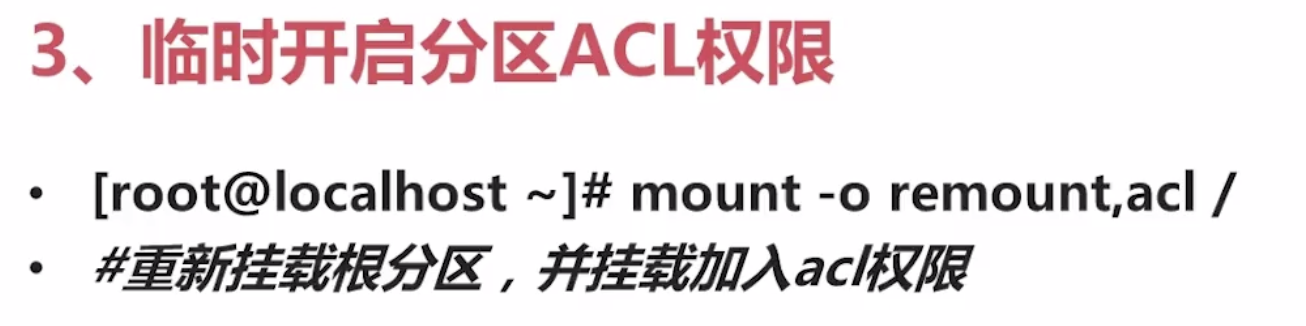 3、临时开启分区ACL权限
• [root@localhost ~]# mount -o remount,acl /
• #重新挂载根分区，并挂载加入acl权限